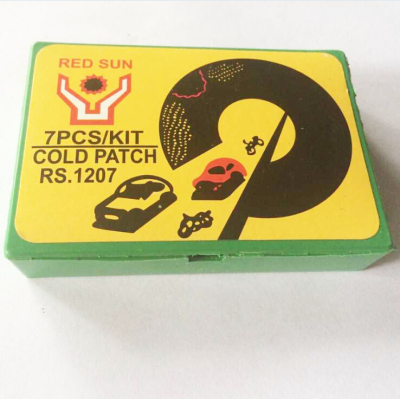 RED SUN
7PCS/KIT
COLD PATCH
RS.1207